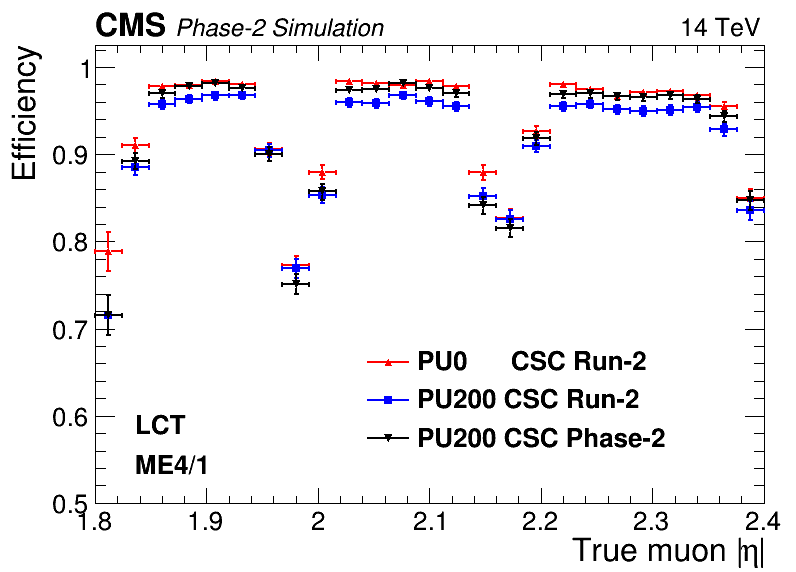 CMS Phase-2 Simulation 14 TeV
Efficiency
1
0.9
0.8
0.7
0.6
0.5
PU0 CSC Run-2
PU200 CSC Run-2
PU200 CSC Phase-2
LCT
ME4/1
1.8 1.9 2 2.1 2.2 2.3 2.4
True muon |η|